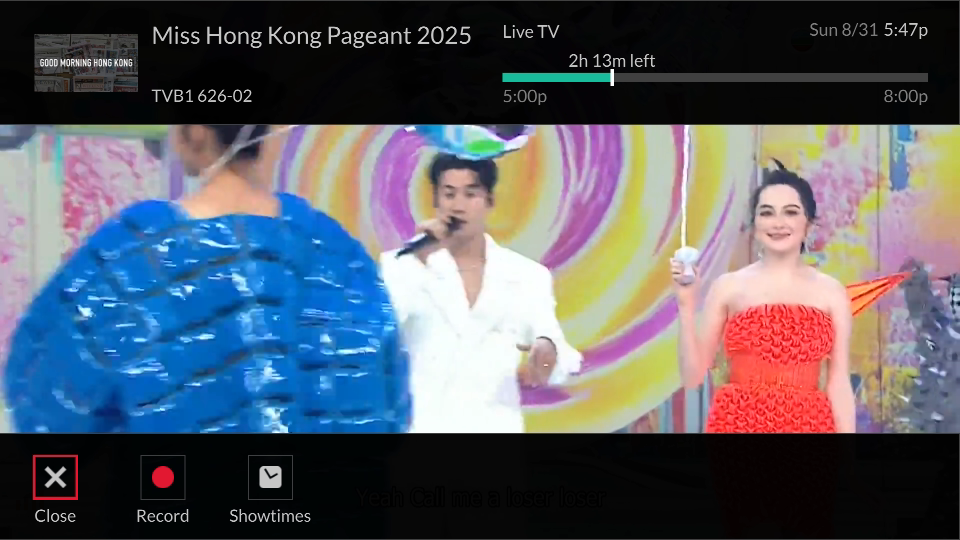 GOOD MORNING HONG KONG
Miss Hong Kong Pageant 2025
TVB1 626-02
Live TV
Sun 8/31 5:47p
2h 13m left
5:00p
8:00p
Yeah Call me a loser loser
Close
Record
Showtimes